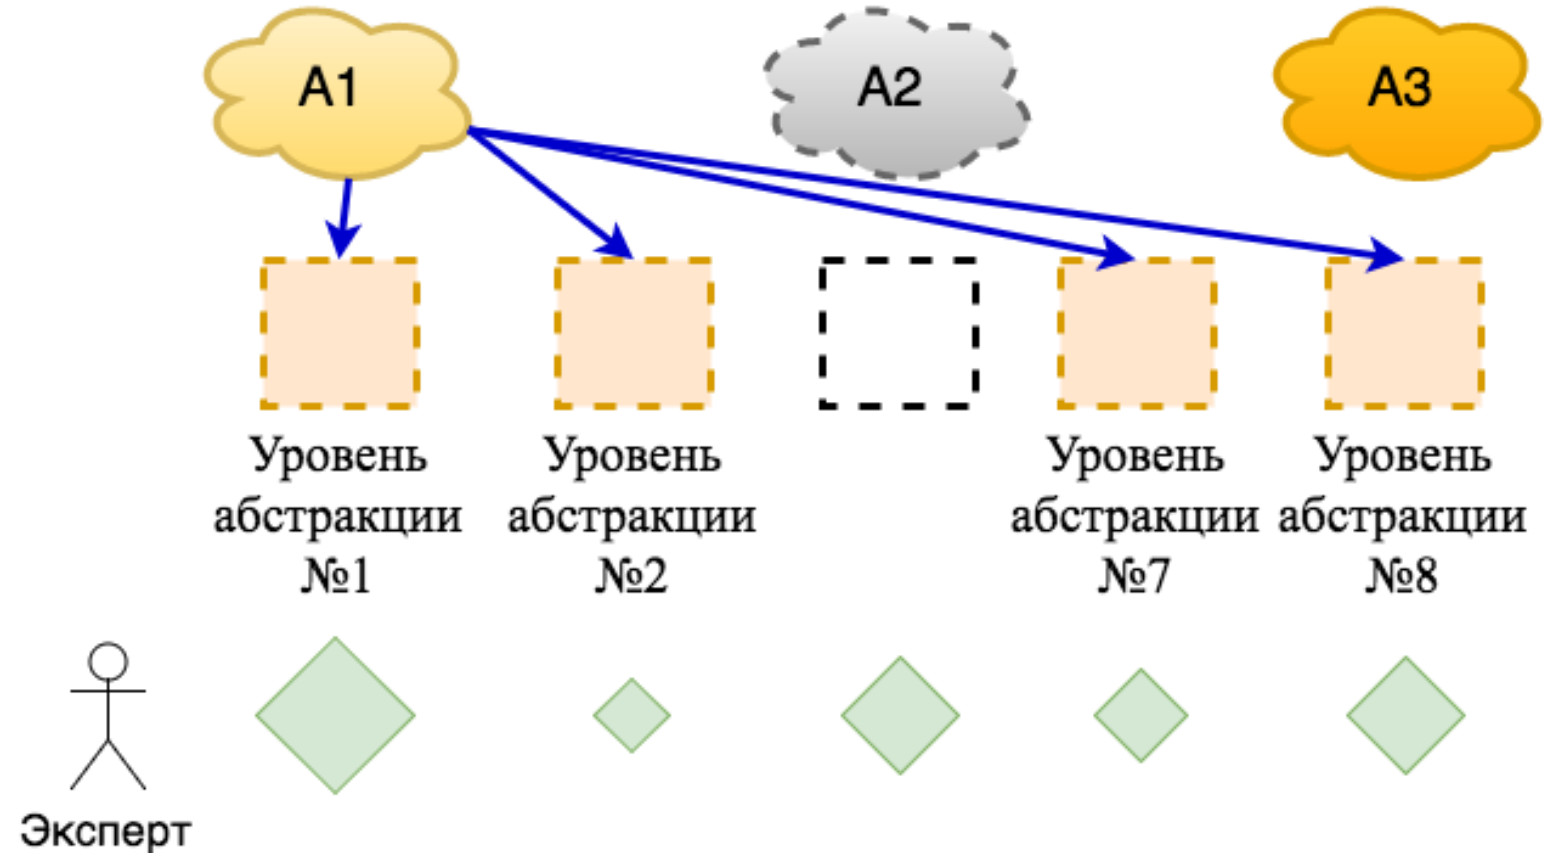 A1
A2
A3
Уровень
абстракции
№1
Уровень
абстракции
№2
Уровень
абстракции
№7
Уровень
абстракции
№8
Эксперт